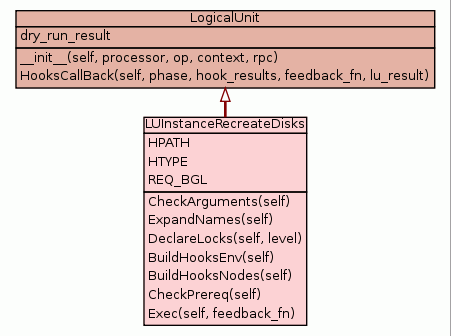 LogicalUnit
dry_run_result
__init__(self, processor, op, context, rpc)
HooksCallBack(self, phase, hook_results, feedback_fn, lu_result)
LUInstanceRecreateDisks
HPATH
HTYPE
REQ_BGL
CheckArguments(self)
ExpandNames(self)
DeclareLocks(self, level)
BuildHooksEnv(self)
BuildHooksNodes(self)
CheckPrereq(self)
Exec(self, feedback_fn)